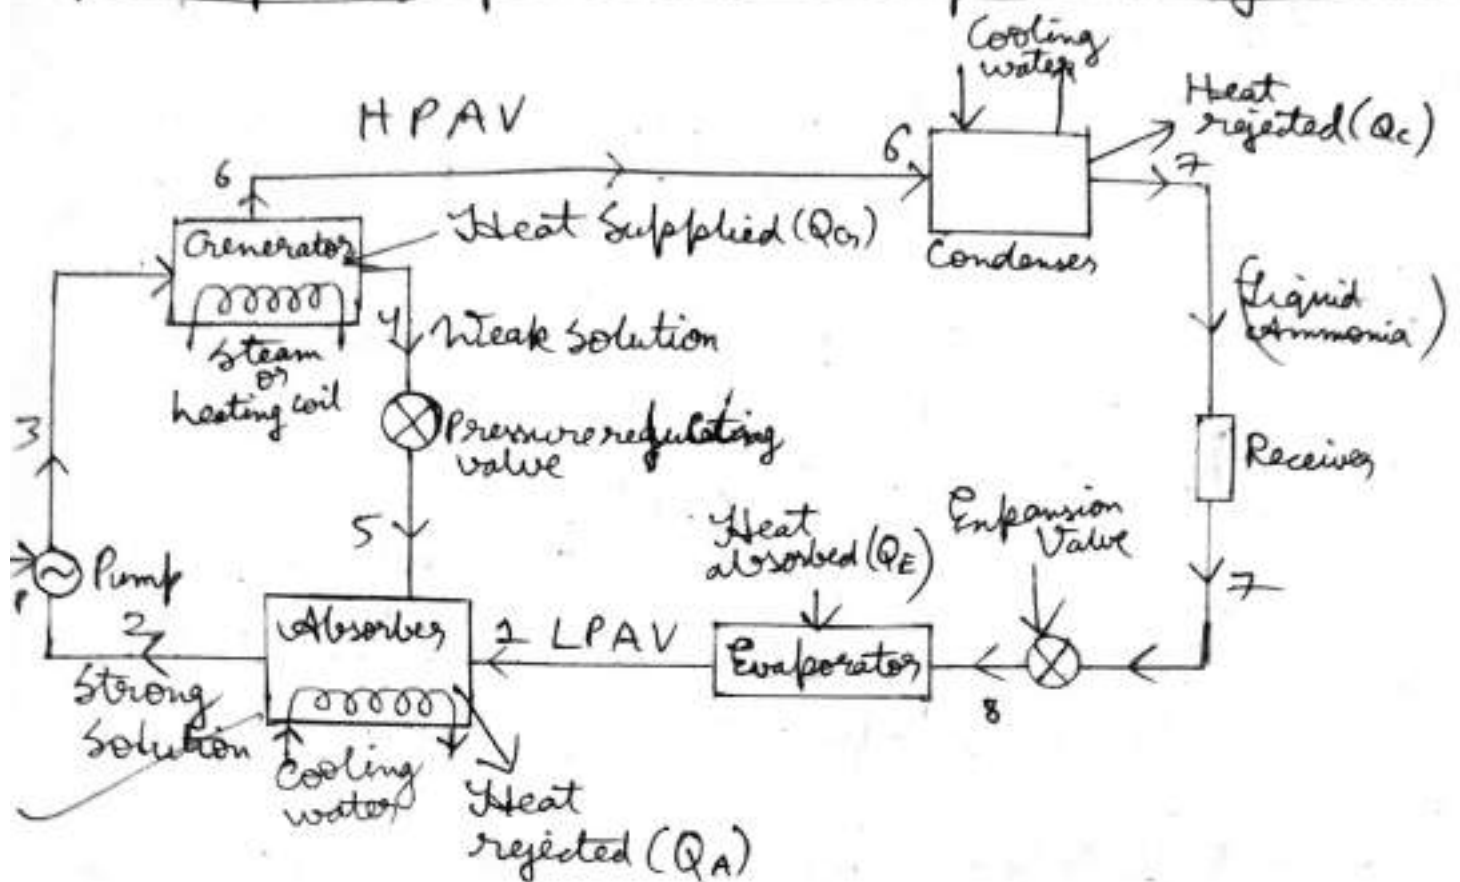 Cooling
water
HPAV
Heat
rejected (Qc)
6
6
7
Generator
Heat Supplied (QG)
Condenser
steam
or
heating coil
4
Weak Solution
(Liquid
Ammonia)
3
Pressure regulating
valve
Receiver
5
Heat
absorbed (QE)
Expansion
Valve
Pump
7
2
Absorber
1 LPAV
Evaporator
8
Strong
Solution
Cooling
water
Heat
rejected (QA)